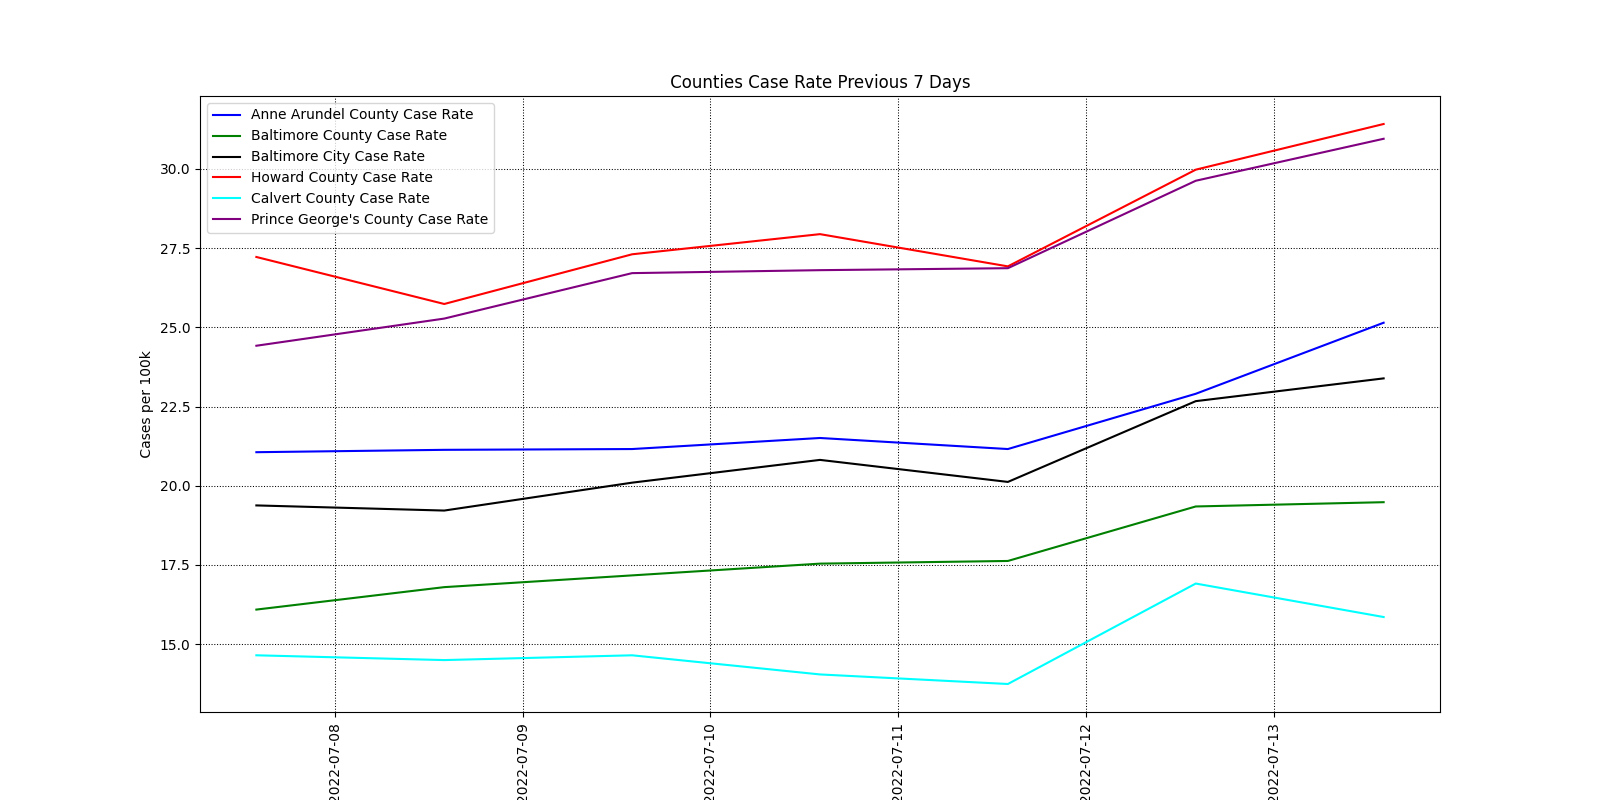 Counties Case Rate Previous 7 Days
Anne Arundel County Case Rate
Baltimore County Case Rate
Baltimore City Case Rate
Howard County Case Rate
Calvert County Case Rate
Prince George's County Case Rate
Cases per 100k
30.0
27.5
25.0
22.5
20.0
17.5
15.0
2022-07-08
2022-07-09
2022-07-10
2022-07-11
2022-07-12
2022-07-13